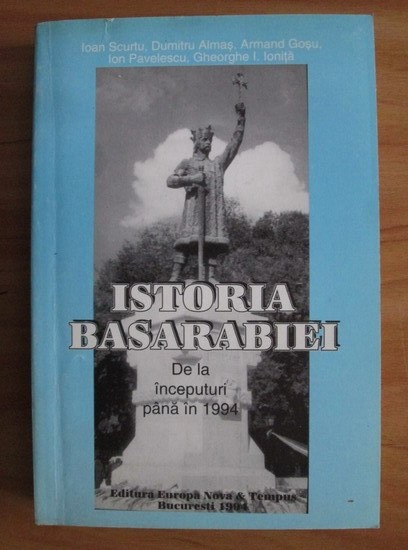 Ioan Scurtu, Dumitru Almaş, Armand Goşu,
Ion Pavelescu, Gheorghe I. Ioniţă
ISTORIA
BASARABIEI
De la
începuturi
până în 1994
Editura Europa Nova & Tempus
Bucureşti 1994